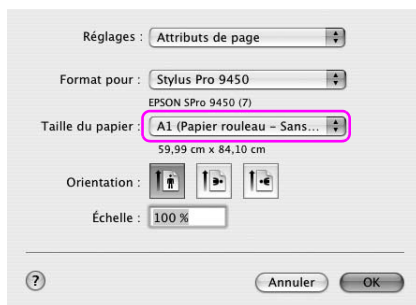 Réglages : Attributs de page
Format pour : Stylus Pro 9450
EPSON SPro 9450 (7)
Taille du papier : A1 (Papier rouleau – Sans...
59,99 cm x 84,10 cm
Orientation :
Échelle : 100 %
? Annuler OK